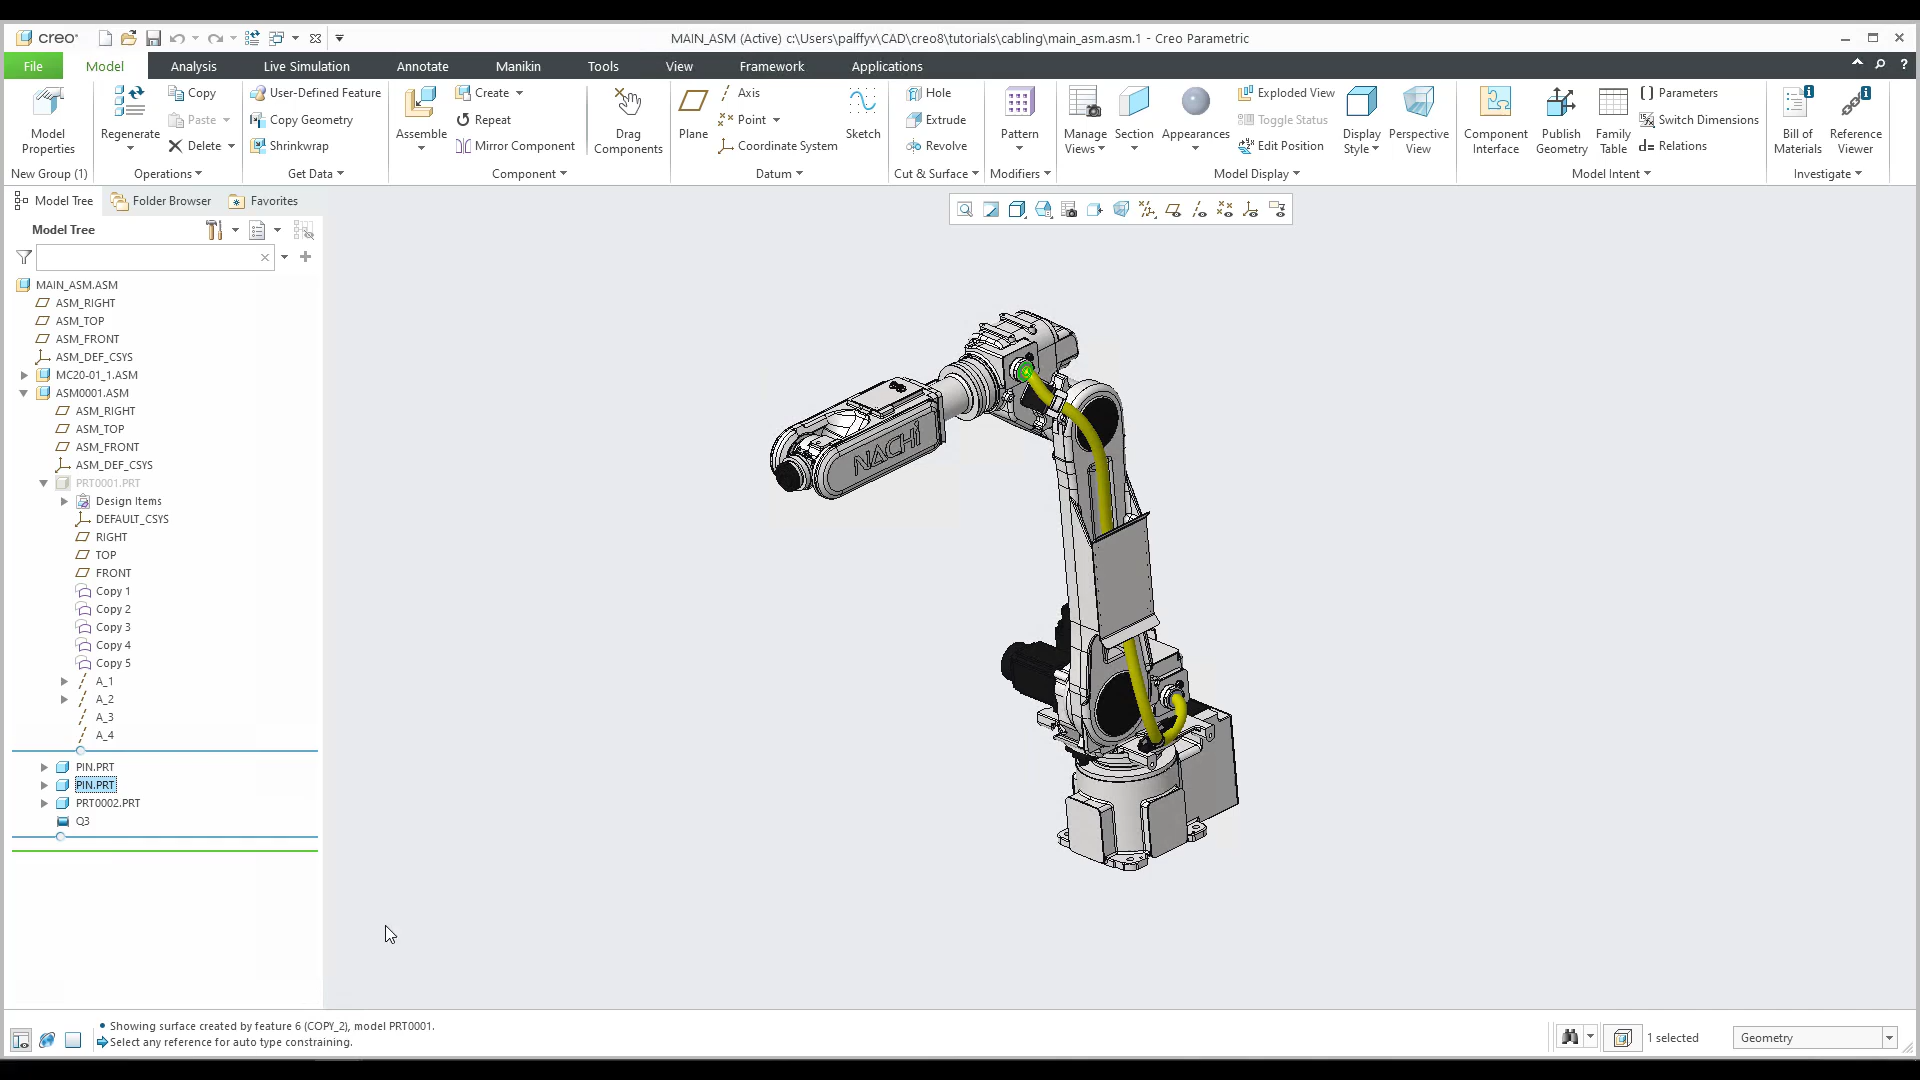 creo®
MAIN_ASM (Active) c:\Users\palffyv\CAD\creo8\tutorials\cabling\main_asm.asm.1 - Creo Parametric
File Model Analysis Live Simulation Annotate Manikin Tools View Framework Applications
Model Properties
New Group (1)
Regenerate
Copy
Paste
Delete
Operations
User-Defined Feature
Copy Geometry
Shrinkwrap
Get Data
Assemble
Create
Repeat
Mirror Component
Drag Components
Component
Plane
Axis
Point
Coordinate System
Sketch
Datum
Hole
Extrude
Revolve
Cut & Surface
Pattern
Modifiers
Manage Views
Section
Appearances
Exploded View
Toggle Status
Edit Position
Display Style
Perspective View
Model Display
Component Interface
Publish Geometry
Family Table
Parameters
Switch Dimensions
d= Relations
Model Intent
Bill of Materials
Reference Viewer
Investigate
Model Tree Folder Browser Favorites
Model Tree
MAIN_ASM.ASM
ASM_RIGHT
ASM_TOP
ASM_FRONT
ASM_DEF_CSYS
MC20-01_1.ASM
ASM0001.ASM
ASM_RIGHT
ASM_TOP
ASM_FRONT
ASM_DEF_CSYS
PRT0001.PRT
Design Items
DEFAULT_CSYS
RIGHT
TOP
FRONT
Copy 1
Copy 2
Copy 3
Copy 4
Copy 5
A_1
A_2
A_3
A_4
PIN.PRT
PIN.PRT
PRT0002.PRT
Q3
NACHi
Showing surface created by feature 6 (COPY_2), model PRT0001.
Select any reference for auto type constraining.
1 selected
Geometry